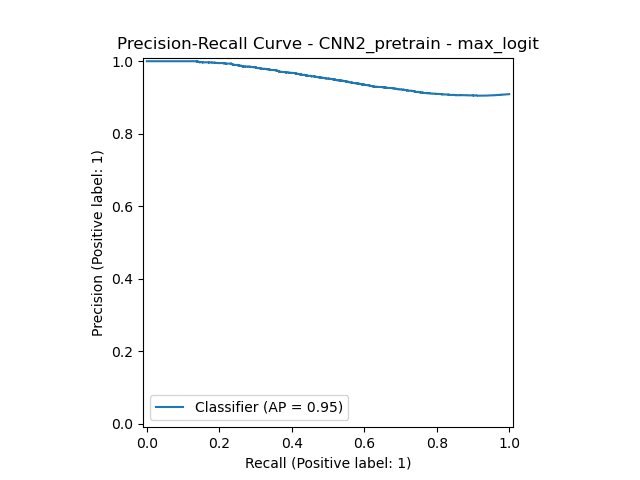 Precision-Recall Curve - CNN2_pretrain - max_logit
1.0
0.8
0.6
0.4
0.2
0.0
Precision (Positive label: 1)
Classifier (AP = 0.95)
0.0 0.2 0.4 0.6 0.8 1.0
Recall (Positive label: 1)